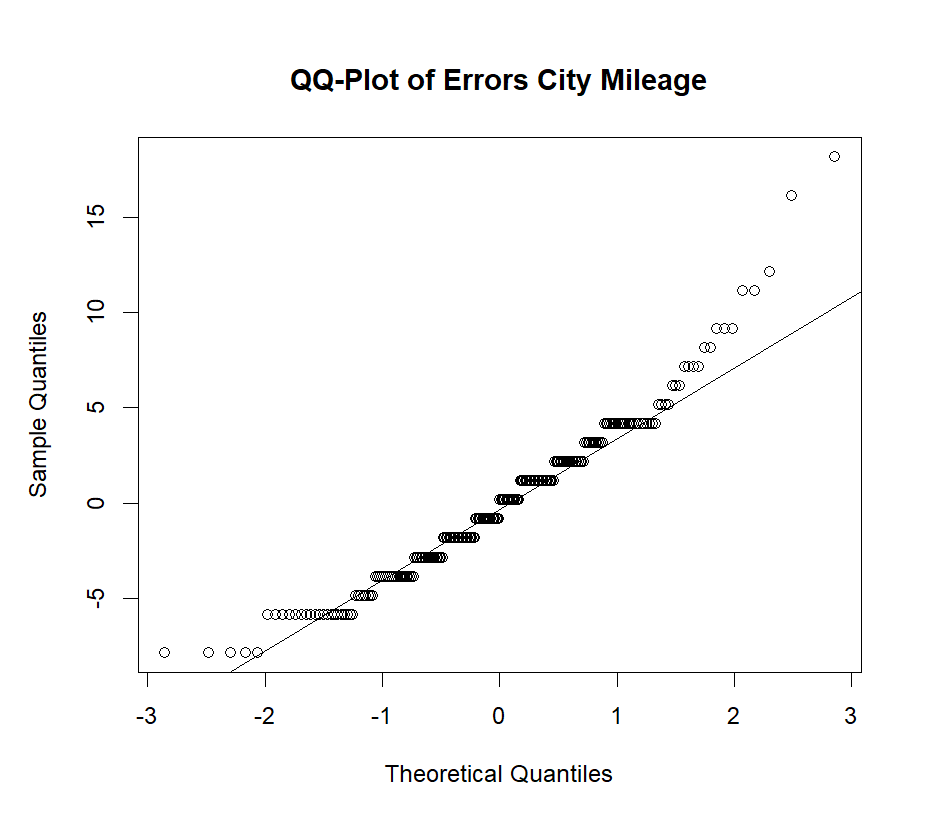 QQ-Plot of Errors City Mileage
Sample Quantiles
15
10
5
0
-5
-3 -2 -1 0 1 2 3
Theoretical Quantiles